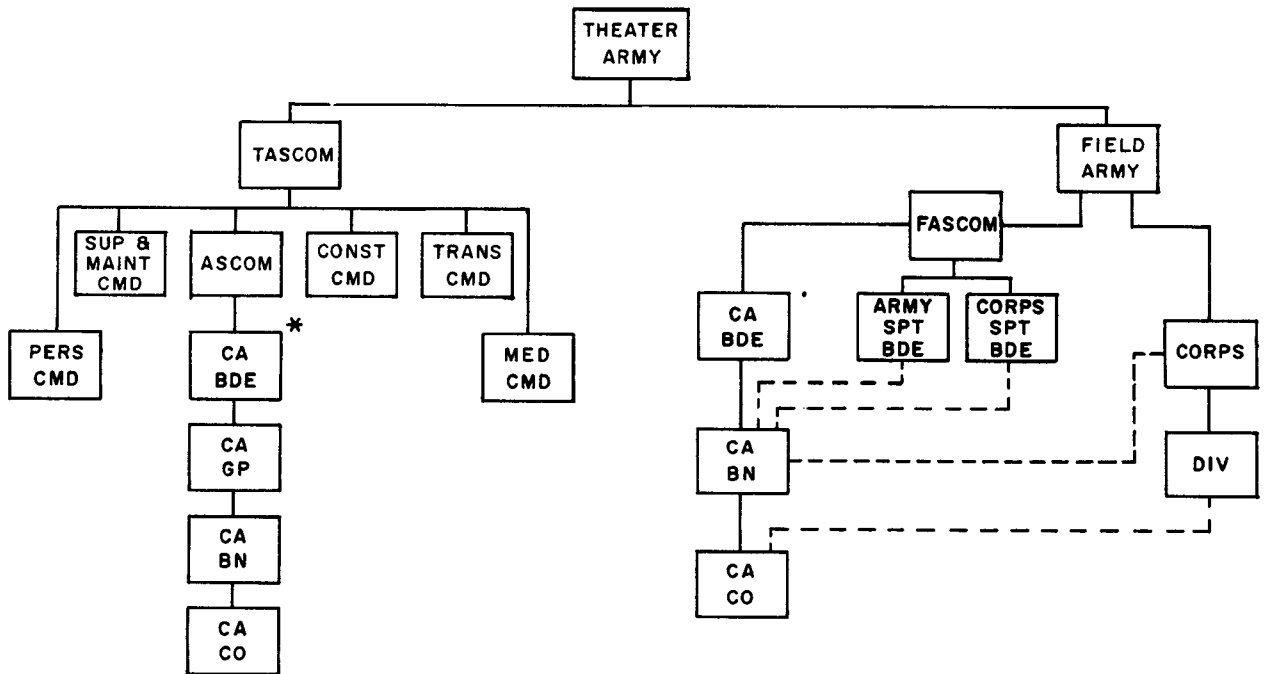 THEATER
ARMY
TASCOM
FIELD
ARMY
FASCOM
SUP &
MAINT
CMD
ASCOM
CONST
CMD
TRANS
CMD
CA
BDE
ARMY
SPT
BDE
CORPS
SPT
BDE
PERS
CMD
*
CA
BDE
MED
CMD
CORPS
CA
GP
CA
BN
DIV
CA
BN
CA
CO
CA
CO